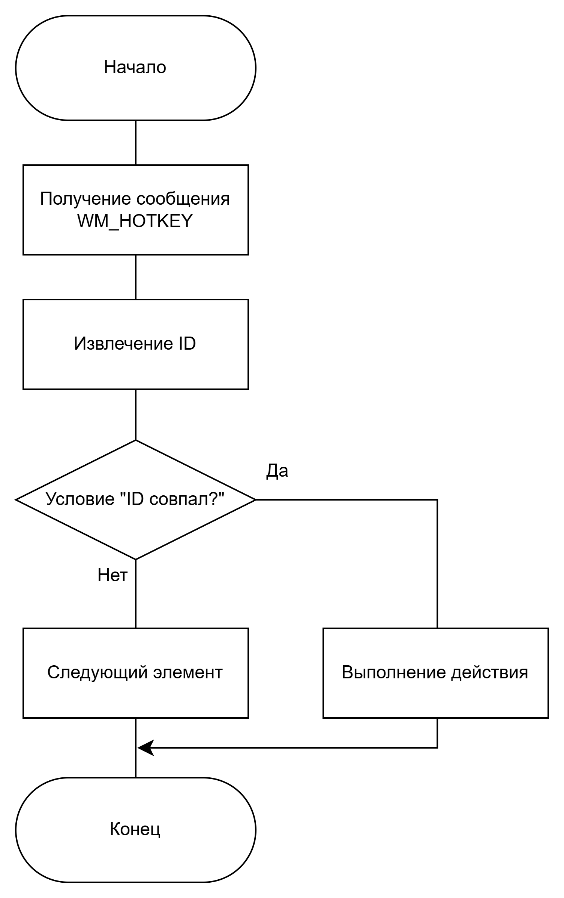 Начало
Получение сообщения
WM_HOTKEY
Извлечение ID
Условие "ID совпал?"
Да
Нет
Следующий элемент
Выполнение действия
Конец